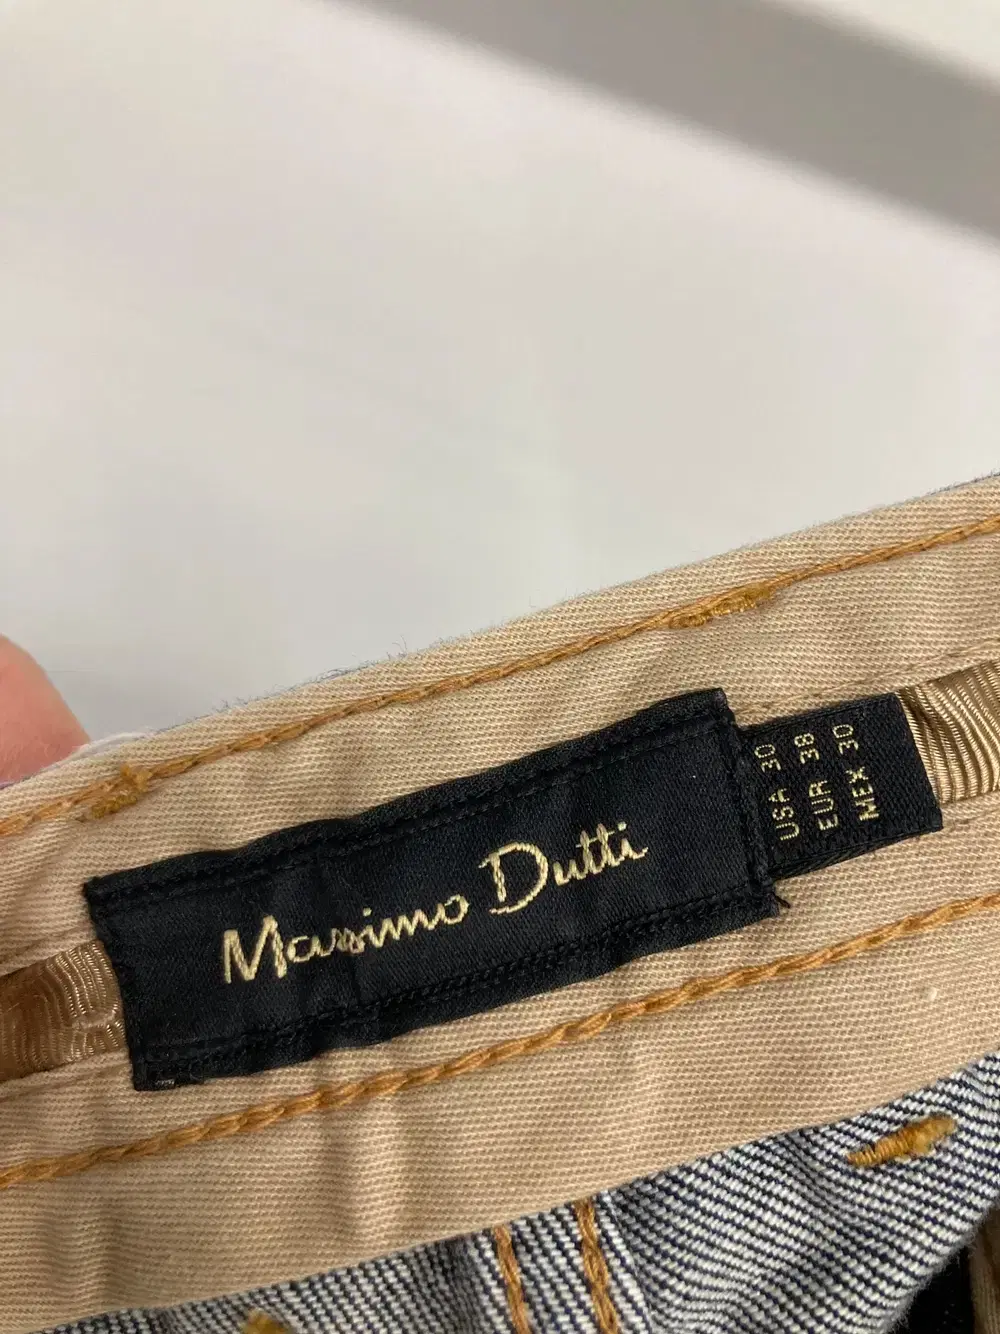 Massimo Dutti
USA 30
EUR 38
MEX 30